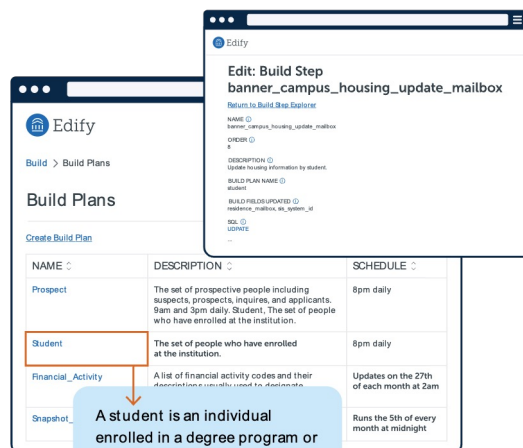 Edify
Edit: Build Step
banner_campus_housing_update_mailbox
Return to Build Step Explorer
NAME
banner_campus_housing_update_mailbox
ORDER
8
DESCRIPTION
Update housing information by student.
BUILD PLAN NAME
student
BUILD FIELDS UPDATED
residence_mailbox, sis_system_id
SQL
UDPATE
...
Edify
Build > Build Plans
Build Plans
Create Build Plan
NAME DESCRIPTION SCHEDULE
Prospect
The set of prospective people including
suspects, prospects, inquires, and applicants.
9am and 3pm daily. Student, The set of people
who have enrolled at the institution.
8pm daily
Student
The set of people who have enrolled
at the institution.
8pm daily
Financial_Activity
A list of financial activity codes and their
descriptions usually used to designate
Updates on the 27th
of each month at 2am
Snapshot_
Runs the 5th of every
month at midnight
A student is an individual
enrolled in a degree program or